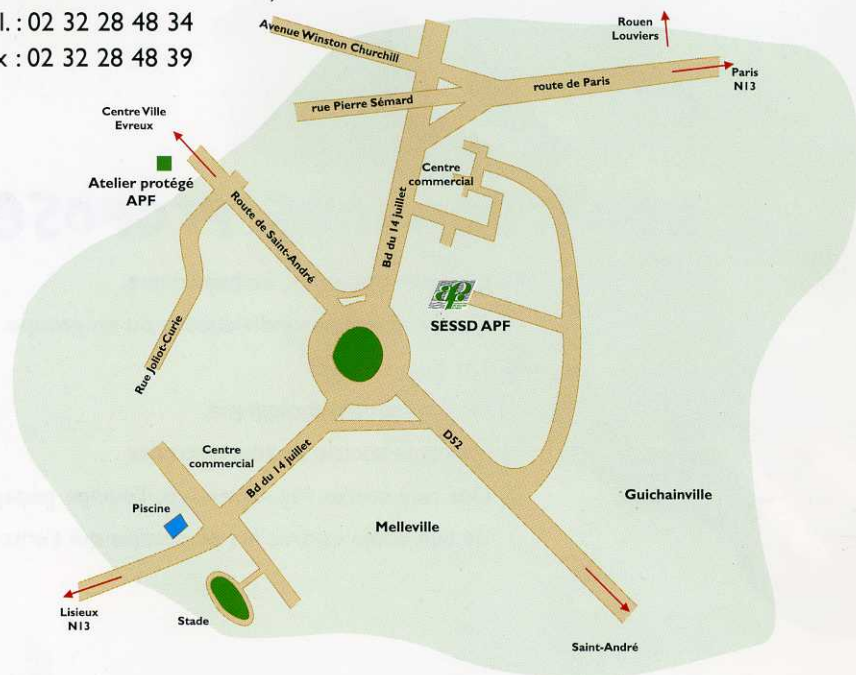 l. : 02 32 28 48 34
x : 02 32 28 48 39
Avenue Winston Churchill
Rouen
Louviers
Paris
N13
route de Paris
rue Pierre Sémard
Centre Ville
Evreux
Atelier protégé
APF
Route de Saint-André
Rue Joliot-Curie
Centre
commercial
Bd du 14 juillet
SESSD APF
Centre
commercial
Bd du 14 juillet
D52
Piscine
Melleville
Guichainville
Lisieux
N13
Stade
Saint-André